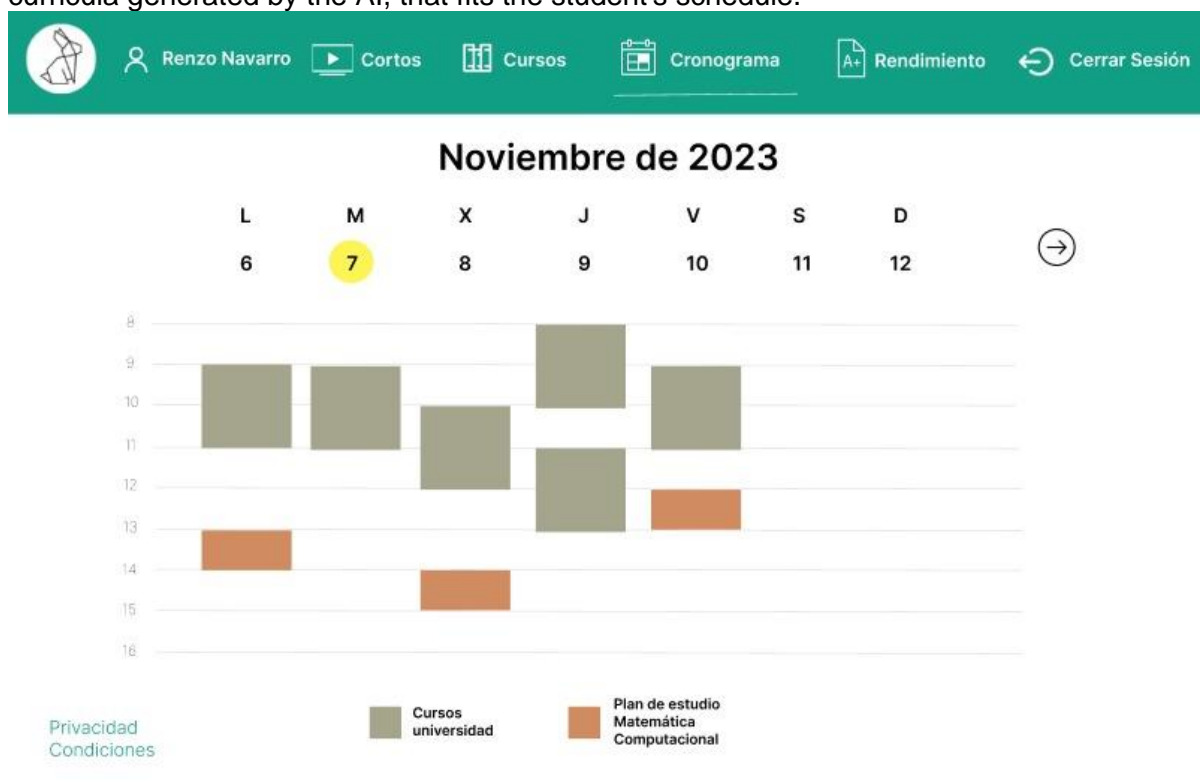 curricula generated by the AI, that fits the student's schedule.
Renzo Navarro Cortos Cursos Cronograma A+ Rendimiento Cerrar Sesión
Noviembre de 2023
L M X J V S D
6 7 8 9 10 11 12
8
9
10
11
12
13
14
15
16
Cursos
universidad
Plan de estudio
Matemática
Computacional
Privacidad
Condiciones